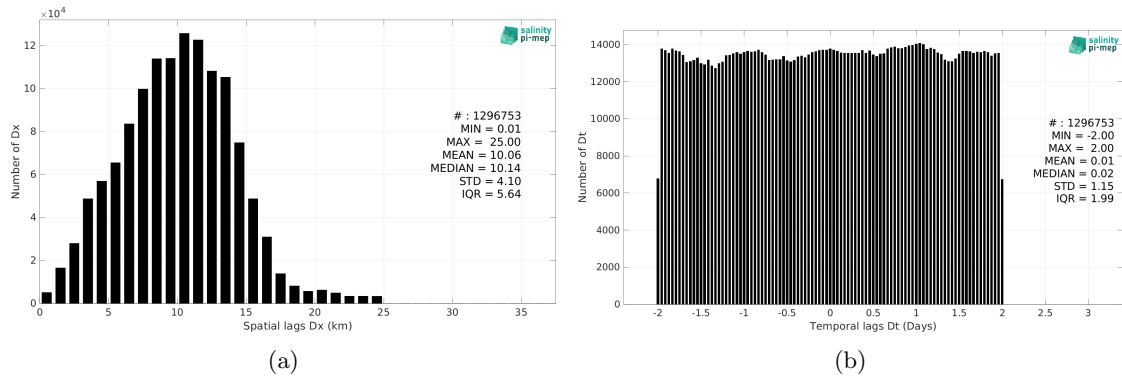 ×10⁴
12
10
8
6
4
2
0
Number of Dx
0 5 10 15 20 25 30 35
Spatial lags Dx (km)
salinity
pi-mep
# : 1296753
MIN = 0.01
MAX = 25.00
MEAN = 10.06
MEDIAN = 10.14
STD = 4.10
IQR = 5.64
(a)
14000
12000
10000
8000
6000
4000
2000
0
Number of Dt
-2 -1.5 -1 -0.5 0 0.5 1 1.5 2 2.5 3
Temporal lags Dt (Days)
salinity
pi-mep
# : 1296753
MIN = -2.00
MAX = 2.00
MEAN = 0.01
MEDIAN = 0.02
STD = 1.15
IQR = 1.99
(b)